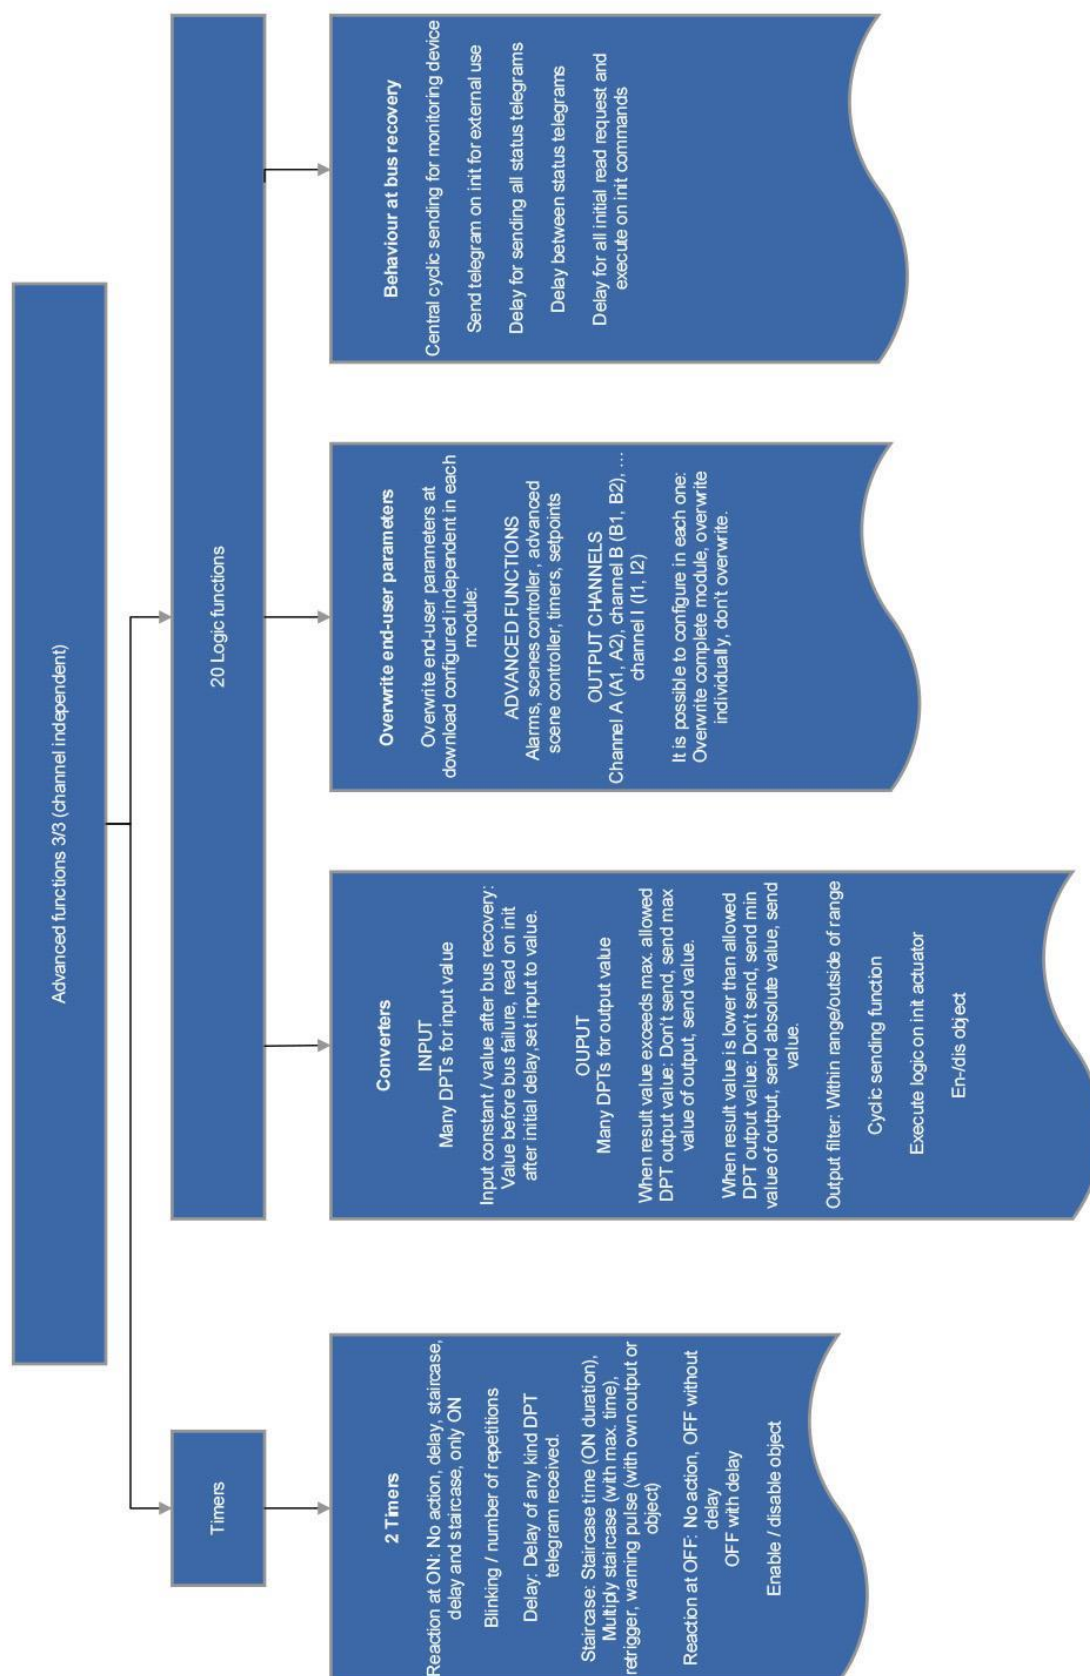 Advanced functions 3/3 (channel independent)
Timers
20 Logic functions
2 Timers
Reaction at ON: No action, delay, staircase,
delay and staircase, only ON
Blinking / number of repetitions
Delay: Delay of any kind DPT
telegram received.
Staircase: Staircase time (ON duration),
Multiply staircase (with max. time),
retrigger, warning pulse (with own output or
object)
Reaction at OFF: No action, OFF without
delay
OFF with delay
Enable / disable object
Converters
INPUT
Many DPTs for input value
Input constant / value after bus recovery:
Value before bus failure, read on init
after initial delay,set input to value.
OUPUT
Many DPTs for output value
When result value exceeds max. allowed
DPT output value: Don't send, send max
value of output, send value.
When result value is lower than allowed
DPT output value: Don't send, send min
value of output, send absolute value, send
value.
Output filter: Within range/outside of range
Cyclic sending function
Execute logic on init actuator
En-/dis object
Overwrite end-user parameters
Overwrite end-user parameters at
download configured independent in each
module:
ADVANCED FUNCTIONS
Alarms, scenes controller, advanced
scene controller, timers, setpoints
OUTPUT CHANNELS
Channel A (A1, A2), channel B (B1, B2), …
channel I (I1, I2)
It is possible to configure in each one:
Overwrite complete module, overwrite
individually, don't overwrite.
Behaviour at bus recovery
Central cyclic sending for monitoring device
Send telegram on init for external use
Delay for sending all status telegrams
Delay between status telegrams
Delay for all initial read request and
execute on init commands